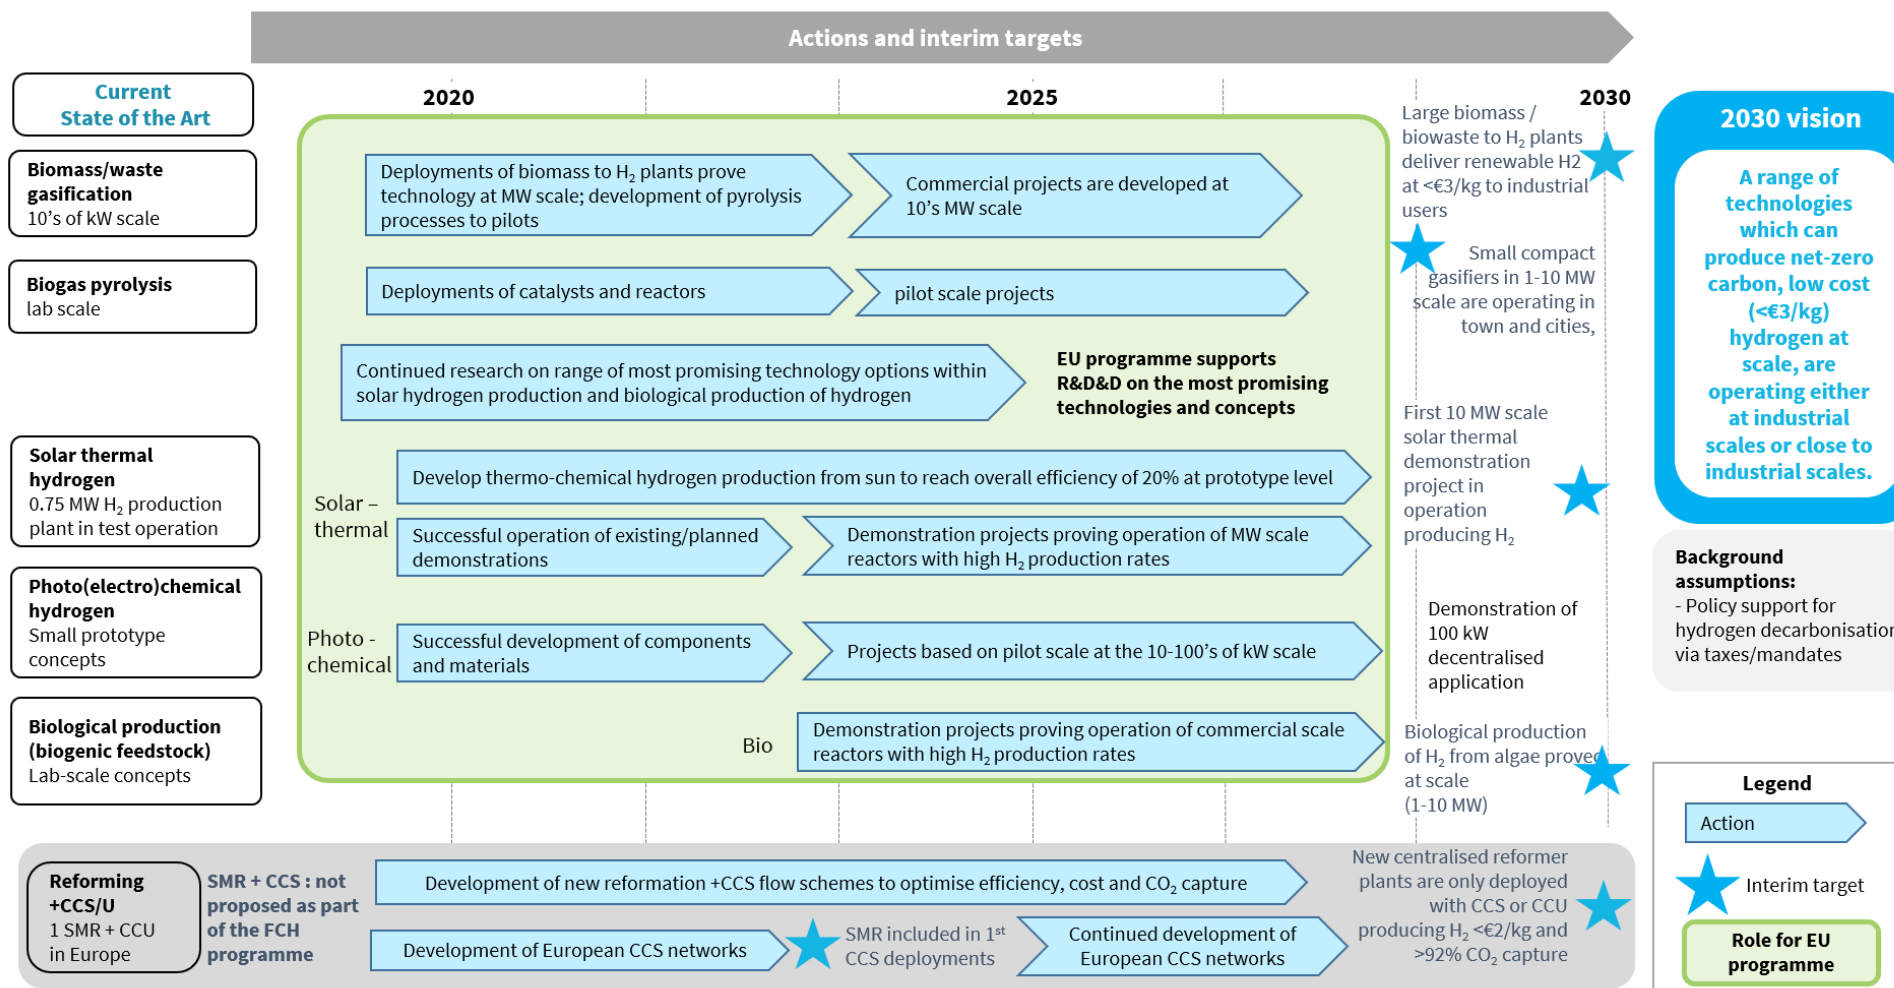 Actions and interim targets
Current
State of the Art
2020
2025
2030
Biomass/waste
gasification
10's of kW scale
Deployments of biomass to H₂ plants prove
technology at MW scale; development of pyrolysis
processes to pilots
Commercial projects are developed at
10's MW scale
Large biomass /
biowaste to H₂ plants
deliver renewable H2
at <€3/kg to industrial
users
Biogas pyrolysis
lab scale
Deployments of catalysts and reactors
pilot scale projects
Small compact
gasifiers in 1-10 MW
scale are operating in
town and cities,
Continued research on range of most promising technology options within
solar hydrogen production and biological production of hydrogen
EU programme supports
R&D&D on the most promising
technologies and concepts
Solar thermal
hydrogen
0.75 MW H₂ production
plant in test operation
Solar –
thermal
Develop thermo-chemical hydrogen production from sun to reach overall efficiency of 20% at prototype level
Successful operation of existing/planned
demonstrations
Demonstration projects proving operation of MW scale
reactors with high H₂ production rates
First 10 MW scale
solar thermal
demonstration
project in
operation
producing H₂
Photo(electro)chemical
hydrogen
Small prototype
concepts
Photo -
chemical
Successful development of components
and materials
Projects based on pilot scale at the 10-100's of kW scale
Demonstration of
100 kW
decentralised
application
Biological production
(biogenic feedstock)
Lab-scale concepts
Bio
Demonstration projects proving operation of commercial scale
reactors with high H₂ production rates
Biological production
of H₂ from algae proved
at scale
(1-10 MW)
Reforming
+CCS/U
1 SMR + CCU
in Europe
SMR + CCS : not
proposed as part
of the FCH
programme
Development of new reformation +CCS flow schemes to optimise efficiency, cost and CO₂ capture
Development of European CCS networks
SMR included in 1st
CCS deployments
Continued development of
European CCS networks
New centralised reformer
plants are only deployed
with CCS or CCU
producing H₂ <€2/kg and
>92% CO₂ capture
2030 vision
A range of
technologies
which can
produce net-zero
carbon, low cost
(<€3/kg)
hydrogen at
scale, are
operating either
at industrial
scales or close to
industrial scales.
Background
assumptions:
- Policy support for
hydrogen decarbonisation
via taxes/mandates
Legend
Action
Interim target
Role for EU
programme